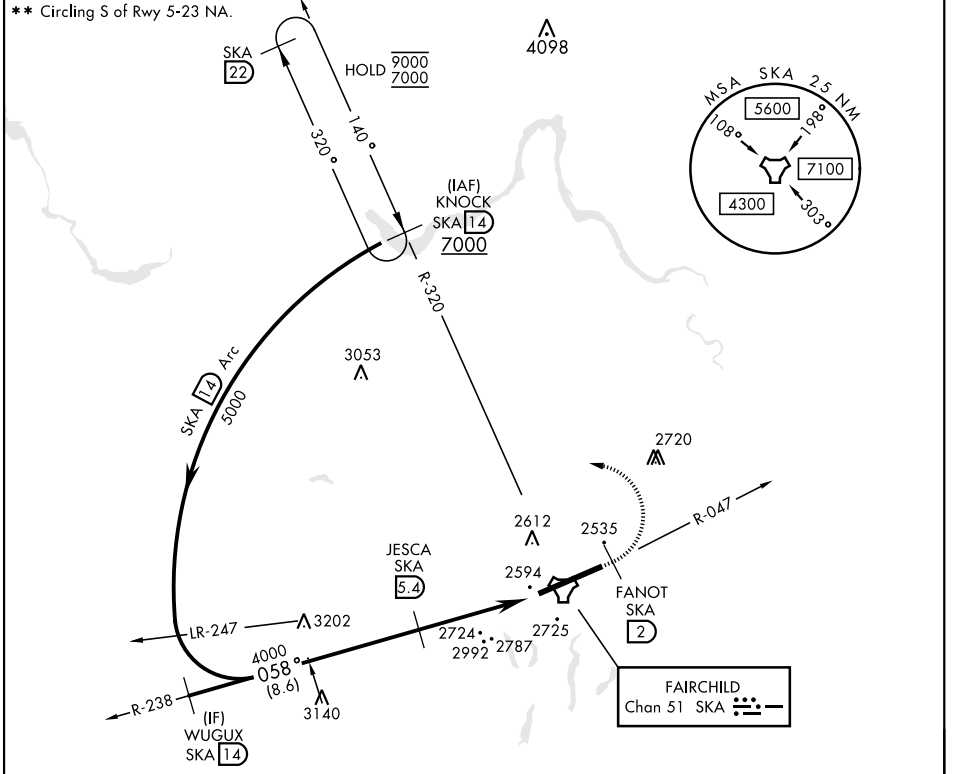 ** Circling S of Rwy 5-23 NA.
SKA
22
HOLD 9000
7000
4098
MSA SKA 25 NM
5600
108°
198°
7100
4300
303°
320°
140°
(IAF)
KNOCK
SKA 14
7000
R-320
3053
SKA 14 Arc
5000
2720
R-047
2612
2535
JESCA
SKA
5.4
2594
FANOT
SKA
2
LR-247
3202
2724
2992
2787
2725
4000
058°
(8.6)
R-238
3140
(IF)
WUGUX
SKA 14
FAIRCHILD
Chan 51 SKA